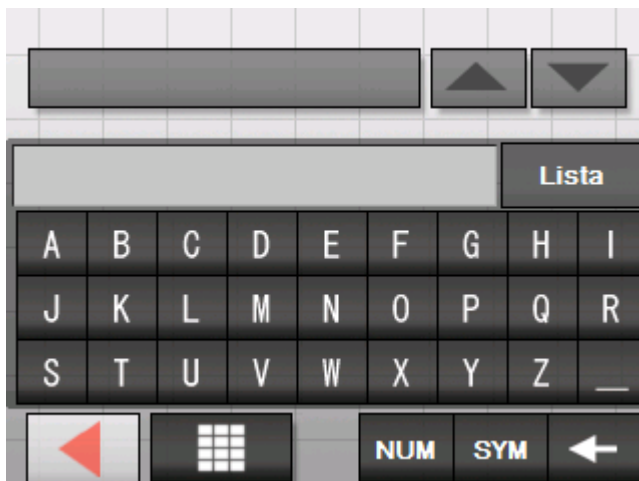 Lista
A B C D E F G H I
J K L M N O P Q R
S T U V W X Y Z _
NUM SYM